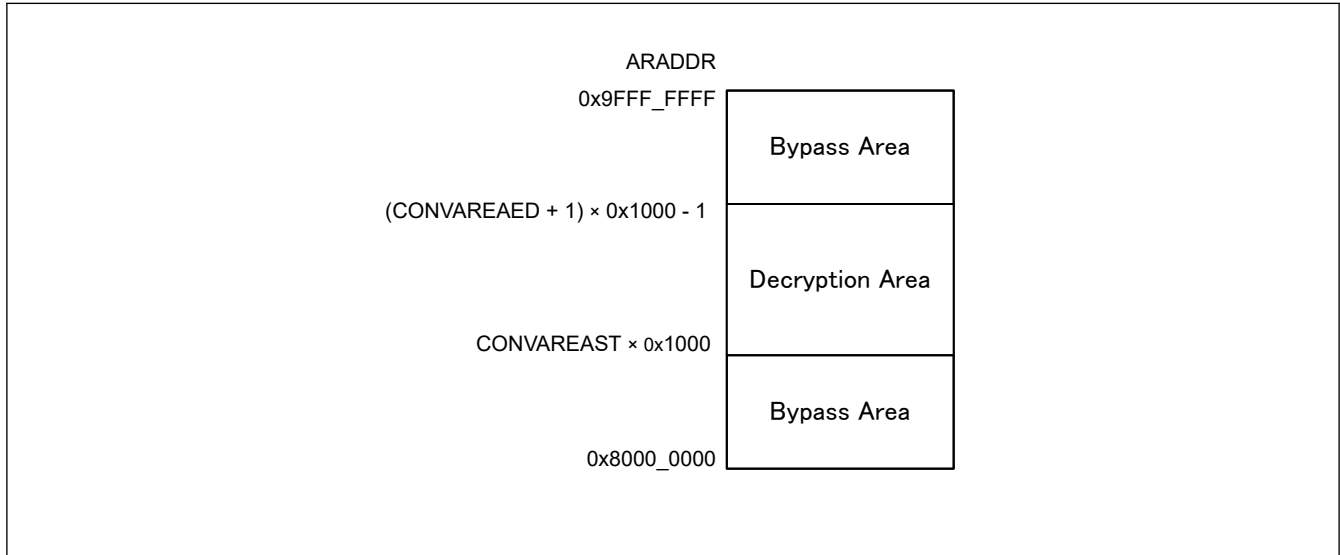 ARADDR
0x9FFF_FFFF
Bypass Area
(CONVAREAED + 1) × 0x1000 - 1
Decryption Area
CONVAREAST × 0x1000
Bypass Area
0x8000_0000